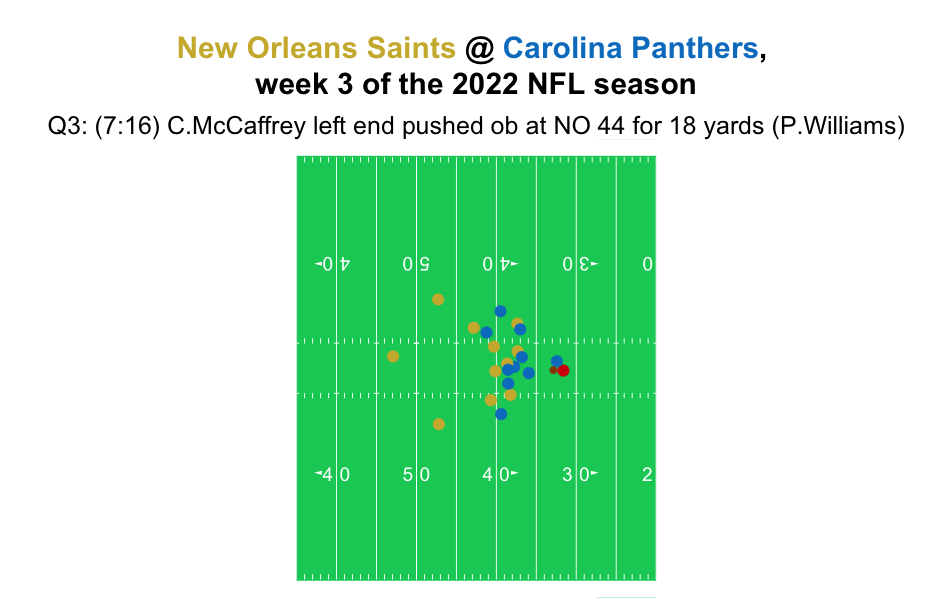 New Orleans Saints @ Carolina Panthers,
week 3 of the 2022 NFL season
Q3: (7:16) C.McCaffrey left end pushed ob at NO 44 for 18 yards (P.Williams)
40 50 40 30 0
40 50 40 30 2